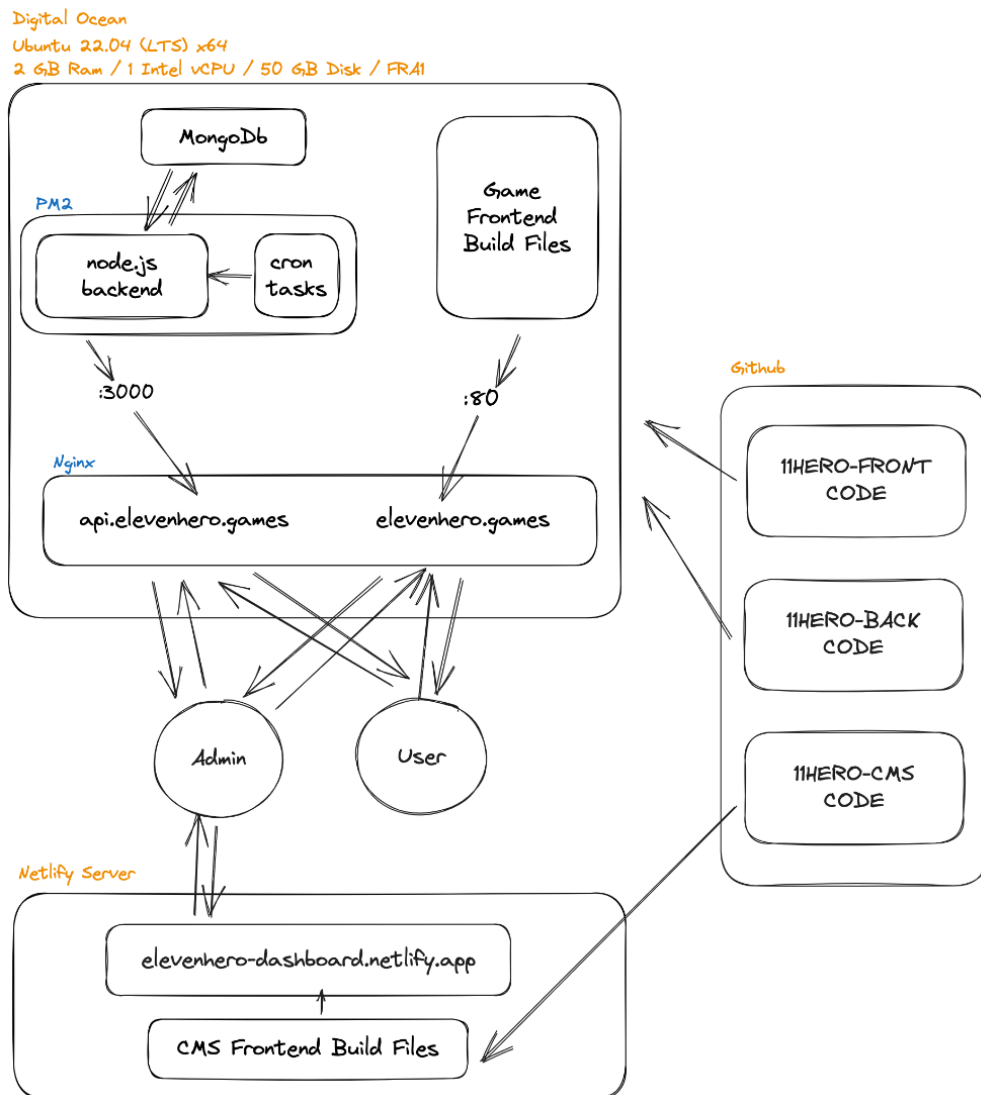 Digital Ocean
Ubuntu 22.04 (LTS) x64
2 GB Ram / 1 Intel vCPU / 50 GB Disk / FRA1
MongoDb
Game
Frontend
Build Files
PM2
node.js
backend
cron
tasks
:3000
:80
Nginx
api.elevenhero.games
elevenhero.games
Github
11HERO-FRONT
CODE
11HERO-BACK
CODE
11HERO-CMS
CODE
Admin
User
Netlify Server
elevenhero-dashboard.netlify.app
CMS Frontend Build Files